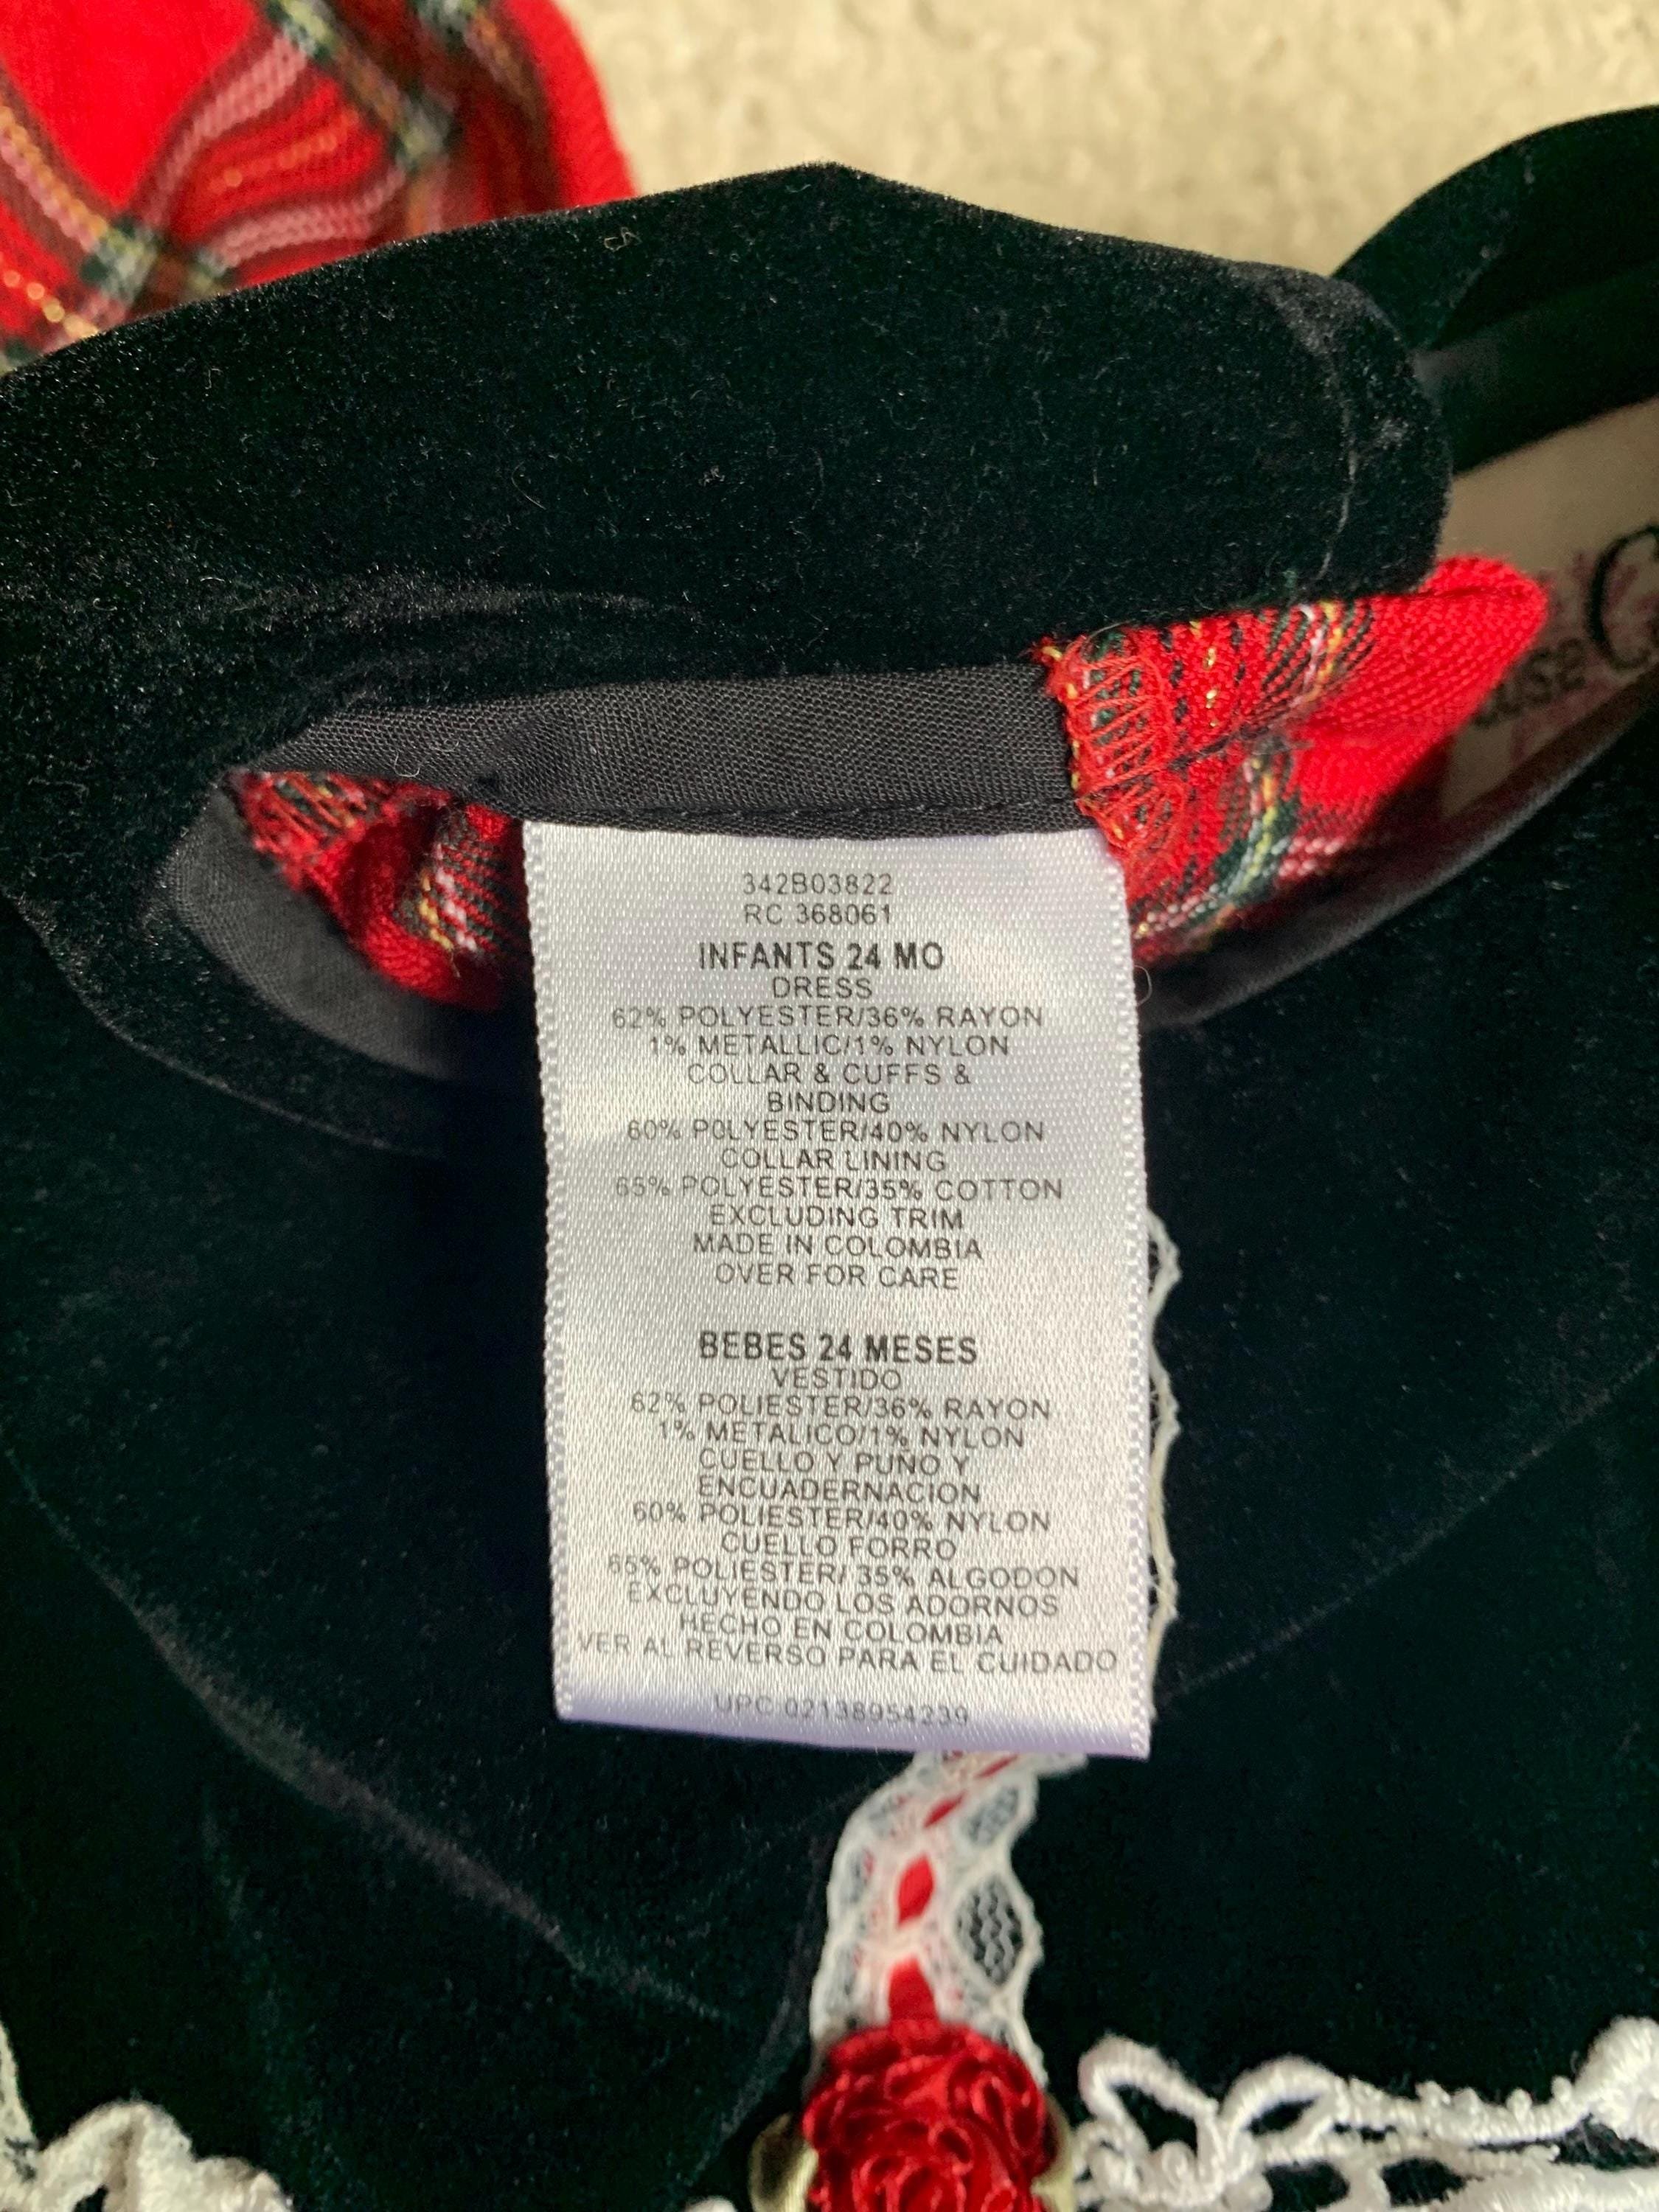 342B03822
RC 368061
INFANTS 24 MO
DRESS
62% POLYESTER/36% RAYON
1% METALLIC/1% NYLON
COLLAR & CUFFS &
BINDING
60% POLYESTER/40% NYLON
COLLAR LINING
65% POLYESTER/35% COTTON
EXCLUDING TRIM
MADE IN COLOMBIA
OVER FOR CARE
BEBES 24 MESES
VESTIDO
62% POLIESTER/36% RAYON
1% METALICO/1% NYLON
CUELLO Y PUÑO Y
ENCUADERNACION
60% POLIESTER/40% NYLON
CUELLO FORRO
65% POLIESTER/ 35% ALGODON
EXCLUYENDO LOS ADORNOS
HECHO EN COLOMBIA
VER AL REVERSO PARA EL CUIDADO
UPC 02138954239